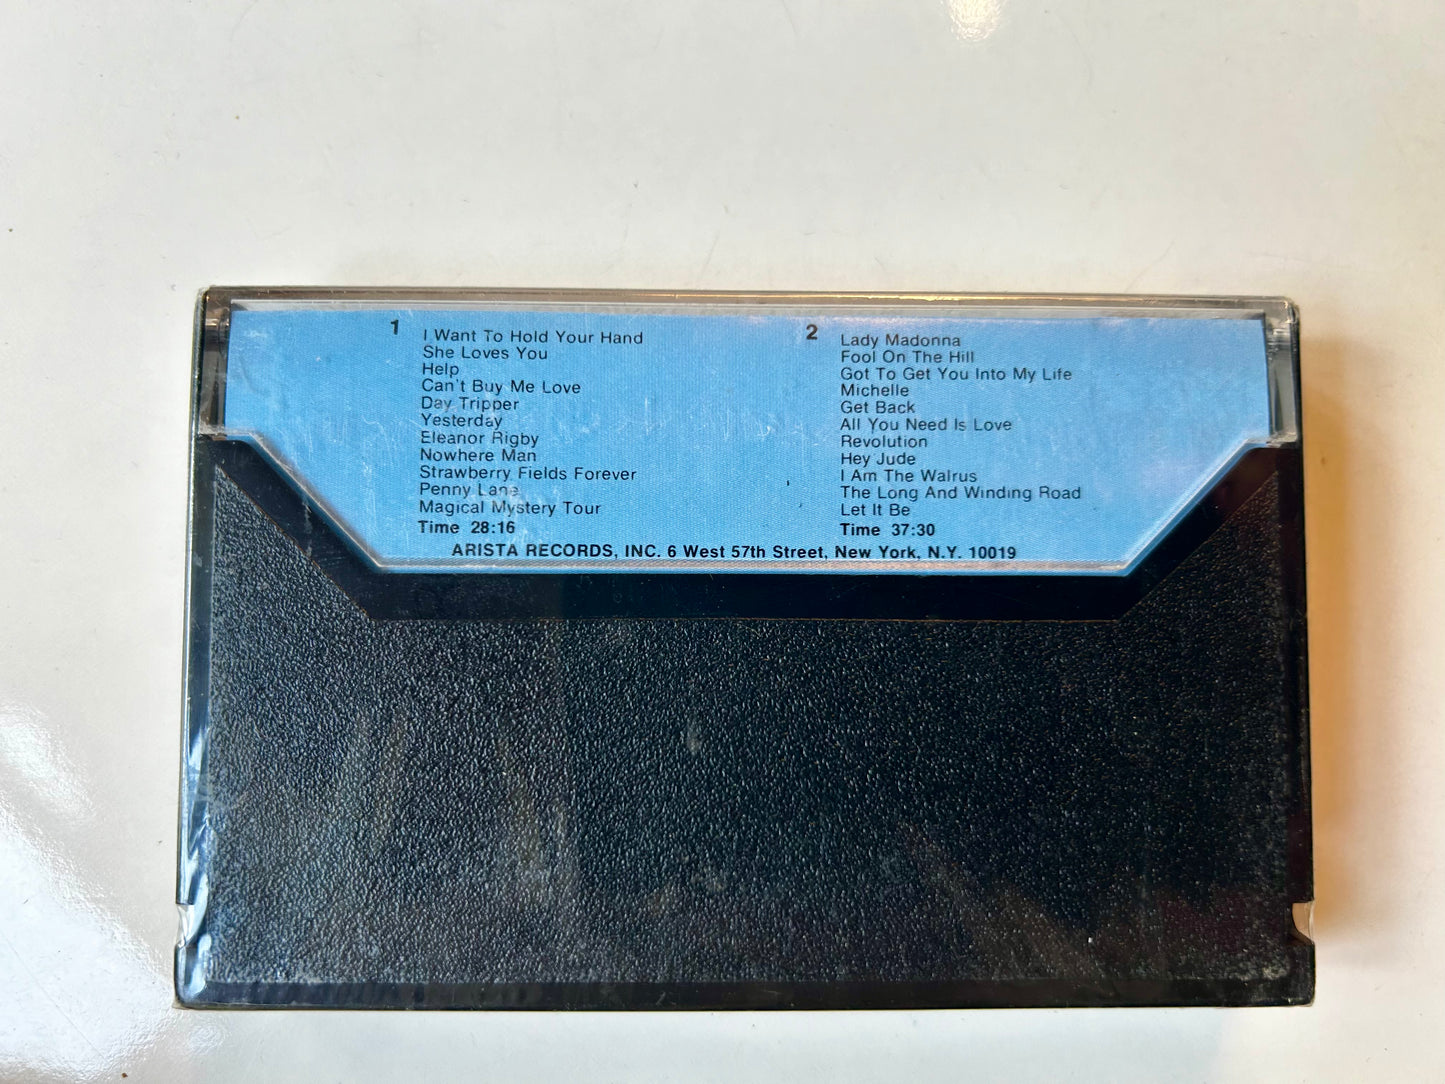 1
I Want To Hold Your Hand
She Loves You
Help
Can't Buy Me Love
Day Tripper
Yesterday
Eleanor Rigby
Nowhere Man
Strawberry Fields Forever
Penny Lane
Magical Mystery Tour
Time 28:16
2
Lady Madonna
Fool On The Hill
Got To Get You Into My Life
Michelle
Get Back
All You Need Is Love
Revolution
Hey Jude
I Am The Walrus
The Long And Winding Road
Let It Be
Time 37:30
ARISTA RECORDS, INC. 6 West 57th Street, New York, N.Y. 10019